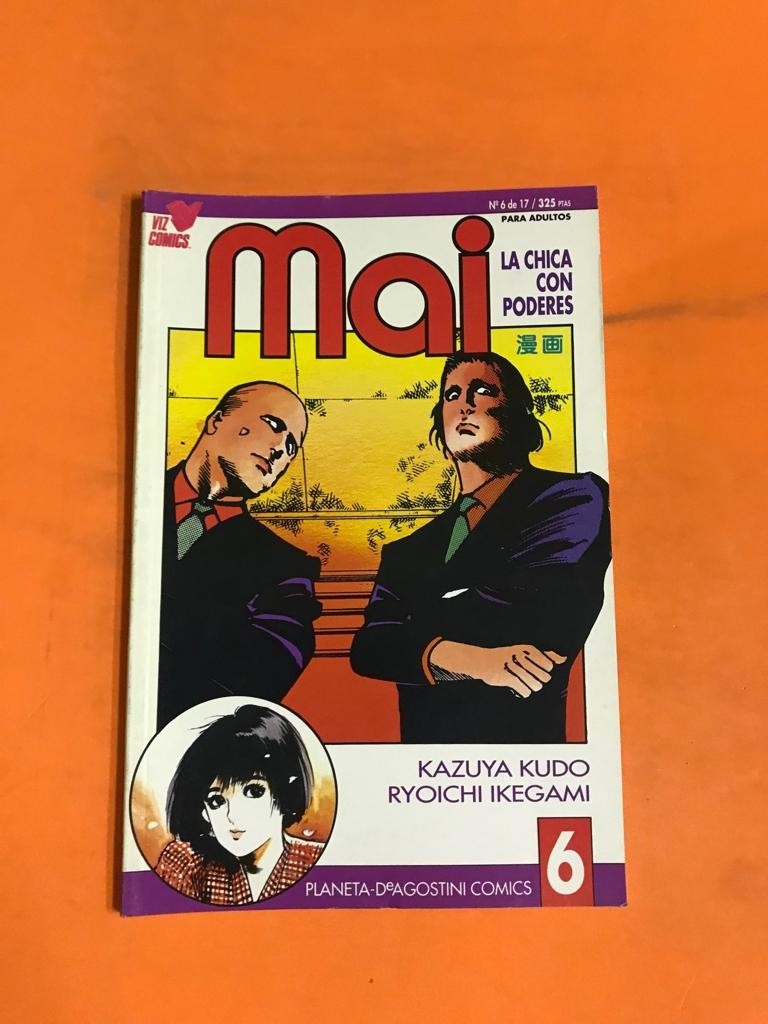 Nº 6 de 17 / 325 PTAS
PARA ADULTOS
VIZ
COMICS™
mai
LA CHICA
CON
PODERES
漫画
KAZUYA KUDO
RYOICHI IKEGAMI
PLANETA-DeAGOSTINI COMICS
6